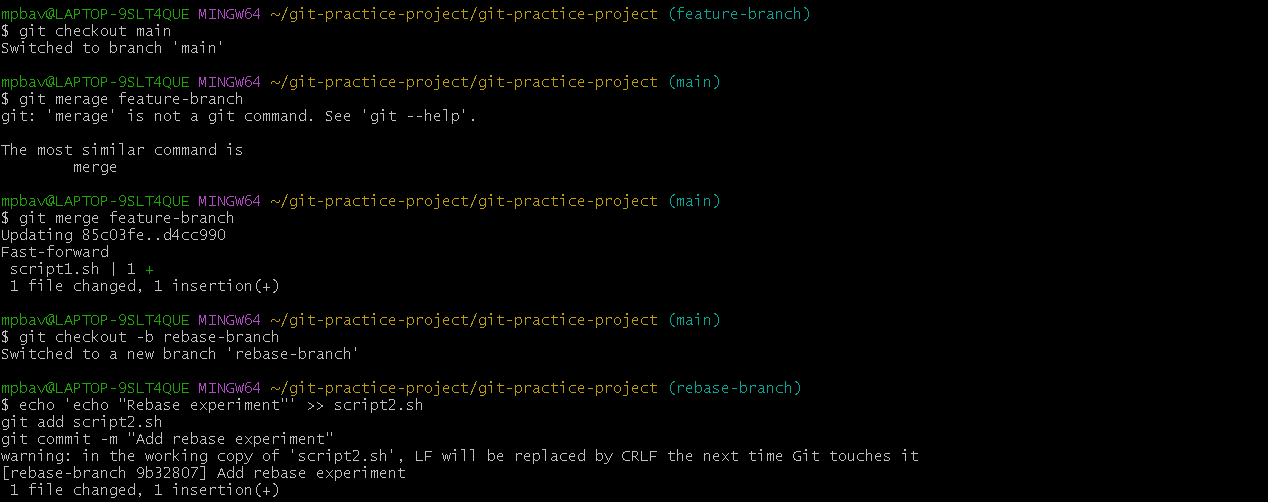 mpbav@LAPTOP-9SLT4QUE MINGW64 ~/git-practice-project/git-practice-project (feature-branch)
$ git checkout main
Switched to branch 'main'

mpbav@LAPTOP-9SLT4QUE MINGW64 ~/git-practice-project/git-practice-project (main)
$ git merage feature-branch
git: 'merage' is not a git command. See 'git --help'.

The most similar command is
        merge

mpbav@LAPTOP-9SLT4QUE MINGW64 ~/git-practice-project/git-practice-project (main)
$ git merge feature-branch
Updating 85c03fe..d4cc990
Fast-forward
 script1.sh | 1 +
 1 file changed, 1 insertion(+)

mpbav@LAPTOP-9SLT4QUE MINGW64 ~/git-practice-project/git-practice-project (main)
$ git checkout -b rebase-branch
Switched to a new branch 'rebase-branch'

mpbav@LAPTOP-9SLT4QUE MINGW64 ~/git-practice-project/git-practice-project (rebase-branch)
$ echo 'echo "Rebase experiment"' >> script2.sh
git add script2.sh
git commit -m "Add rebase experiment"
warning: in the working copy of 'script2.sh', LF will be replaced by CRLF the next time Git touches it
[rebase-branch 9b32807] Add rebase experiment
 1 file changed, 1 insertion(+)